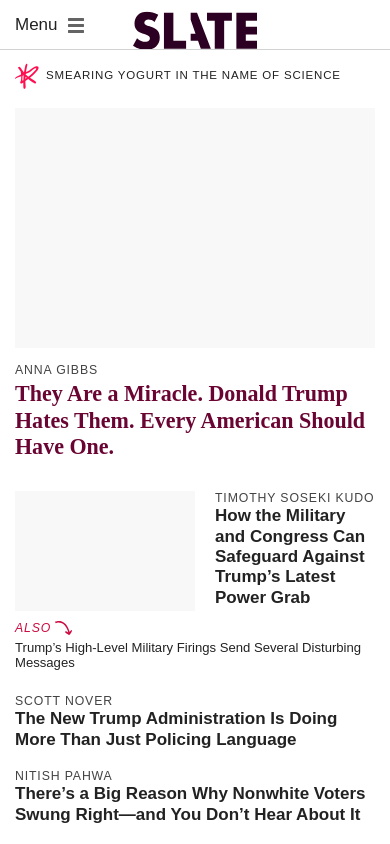 Menu
SLATE
SMEARING YOGURT IN THE NAME OF SCIENCE
ANNA GIBBS
They Are a Miracle. Donald Trump
Hates Them. Every American Should
Have One.
TIMOTHY SOSEKI KUDO
How the Military
and Congress Can
Safeguard Against
Trump’s Latest
Power Grab
ALSO
Trump’s High-Level Military Firings Send Several Disturbing
Messages
SCOTT NOVER
The New Trump Administration Is Doing
More Than Just Policing Language
NITISH PAHWA
There’s a Big Reason Why Nonwhite Voters
Swung Right—and You Don’t Hear About It